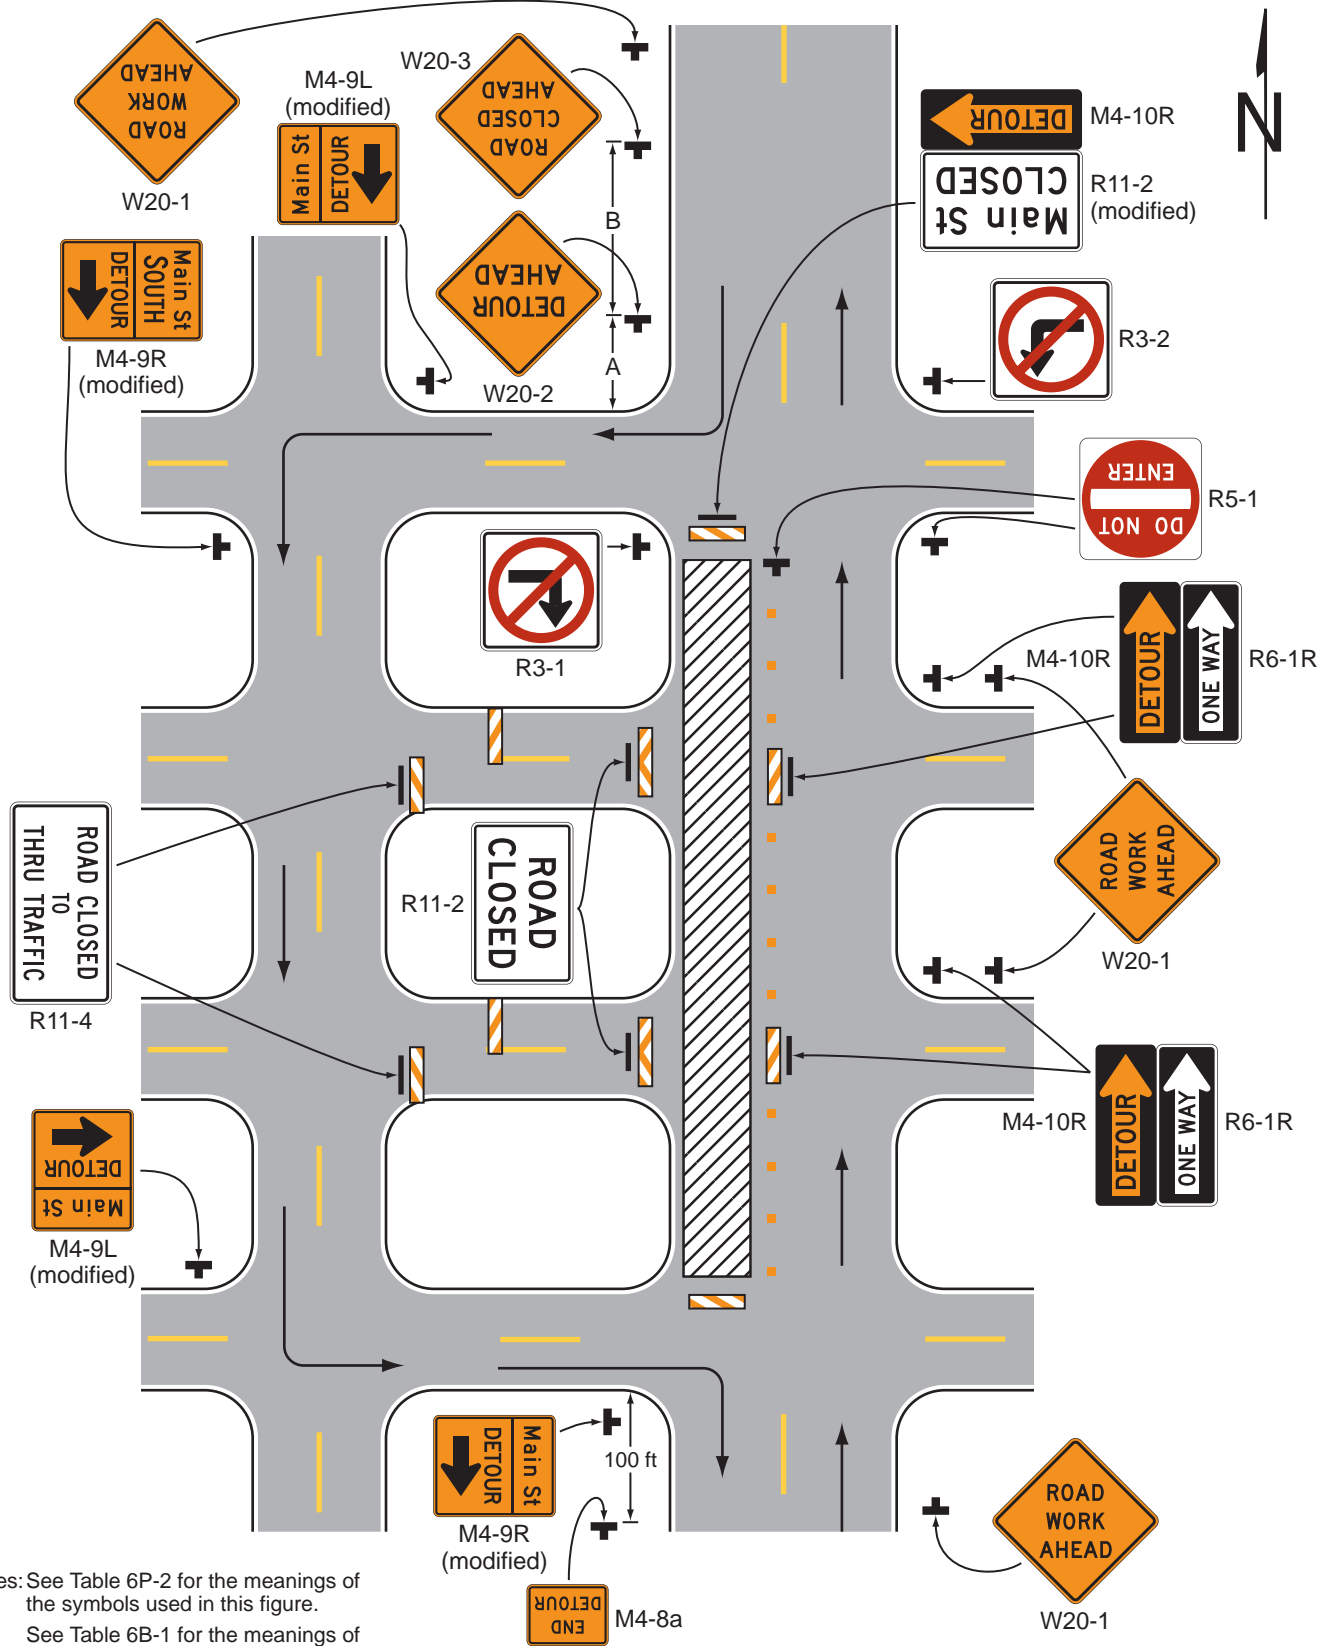 ROAD
WORK
AHEAD
W20-1
M4-9L
(modified)
Main St
DETOUR
W20-3
ROAD
CLOSED
AHEAD
M4-10R
DETOUR
Main St
CLOSED
R11-2
(modified)
N
B
DETOUR
AHEAD
W20-2
A
Main St
SOUTH
DETOUR
M4-9R
(modified)
R3-2
DO NOT
ENTER
R5-1
R3-1
M4-10R
DETOUR
ONE WAY
R6-1R
ROAD CLOSED
TO
THRU TRAFFIC
R11-4
R11-2
ROAD
CLOSED
ROAD
WORK
AHEAD
W20-1
M4-10R
DETOUR
ONE WAY
R6-1R
Main St
DETOUR
M4-9L
(modified)
Main St
DETOUR
M4-9R
(modified)
100 ft
END
DETOUR
M4-8a
ROAD
WORK
AHEAD
W20-1
es: See Table 6P-2 for the meanings of
the symbols used in this figure.
See Table 6B-1 for the meanings of